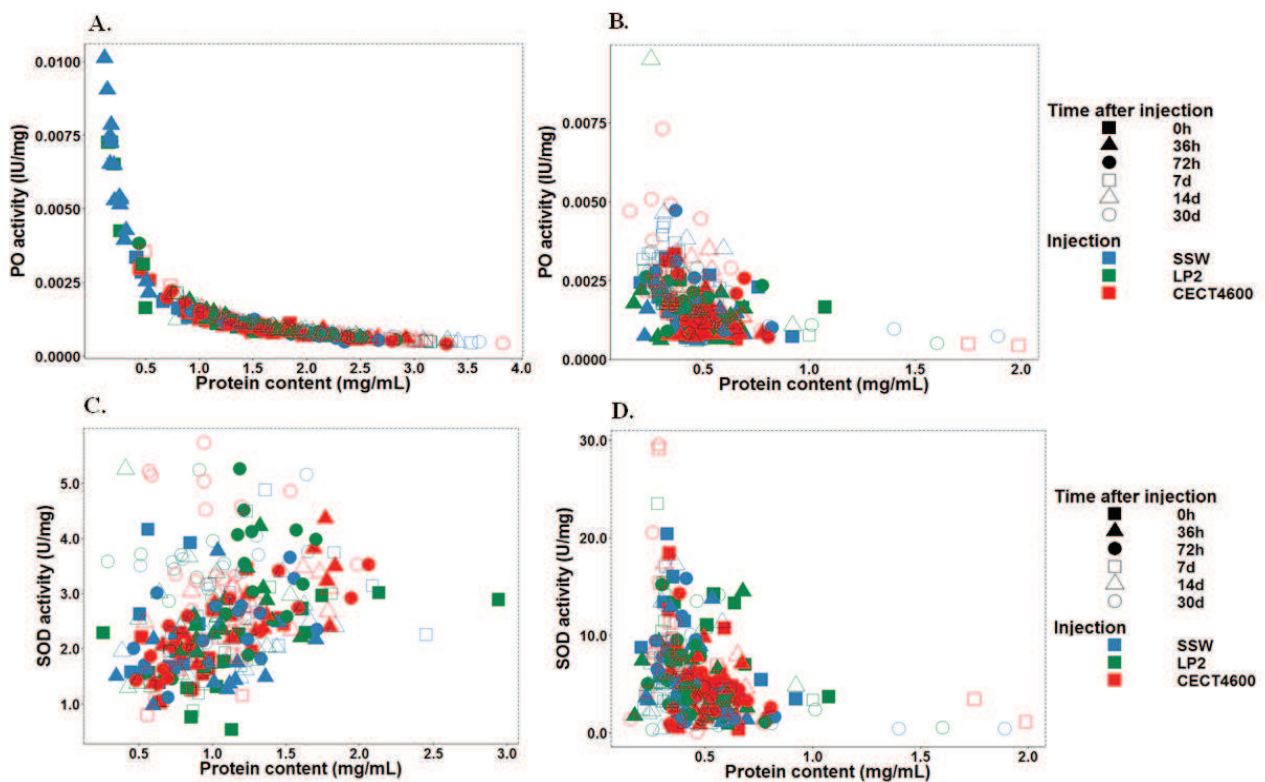 A.
PO activity (IU/mg)
0.0100
0.0075
0.0050
0.0025
0.0000
0.5 1.0 1.5 2.0 2.5 3.0 3.5 4.0
Protein content (mg/mL)
B.
PO activity (IU/mg)
0.0075
0.0050
0.0025
0.0000
0.5 1.0 1.5 2.0
Protein content (mg/mL)
Time after injection
0h
36h
72h
7d
14d
30d
Injection
SSW
LP2
CECT4600
C.
SOD activity (U/mg)
5.0
4.0
3.0
2.0
1.0
0.5 1.0 1.5 2.0 2.5 3.0
Protein content (mg/mL)
D.
SOD activity (U/mg)
30.0
20.0
10.0
0.0
0.5 1.0 1.5 2.0
Protein content (mg/mL)
Time after injection
0h
36h
72h
7d
14d
30d
Injection
SSW
LP2
CECT4600